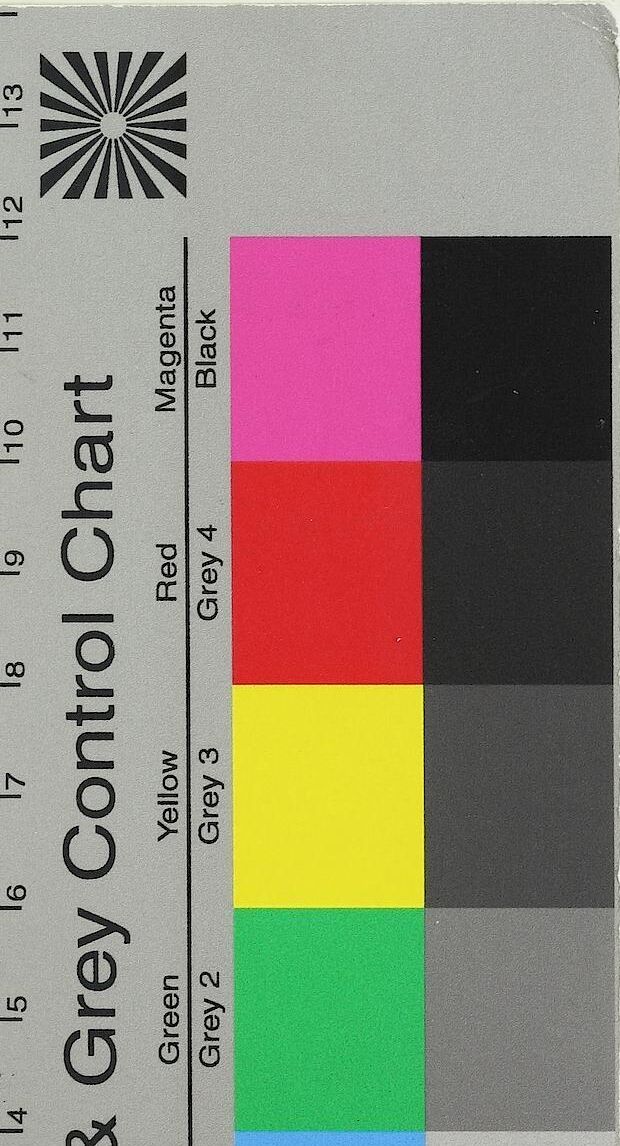 4 5 6 7 8 9 10 11 12 13
& Grey Control Chart
Green Yellow Red Magenta
Grey 2 Grey 3 Grey 4 Black